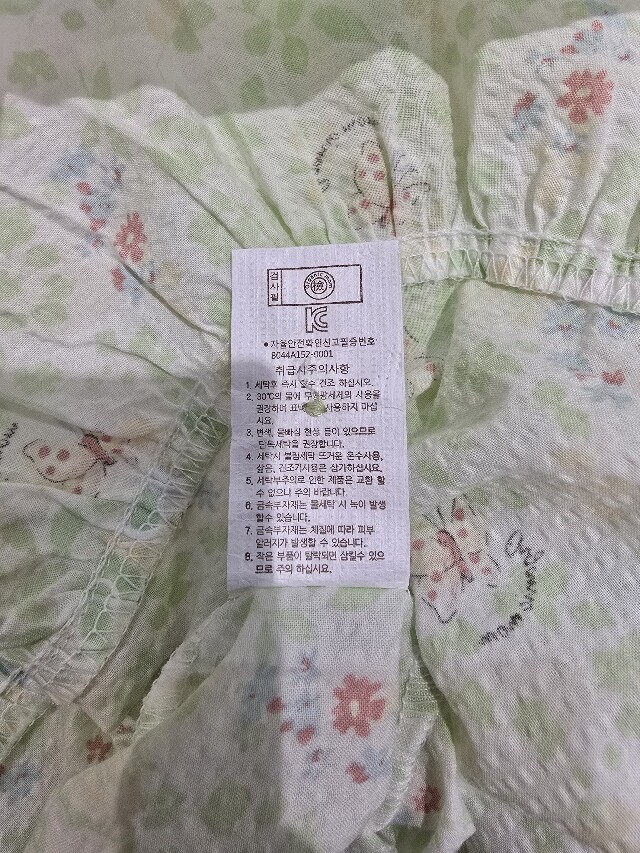 검사필
ORGANIC MOM
KC
● 자율안전확인신고필증번호
B044A152-0001
취급시주의사항
1. 세탁후 즉시 탈수 건조 하십시오.
2. 30℃의 물에 무형광세제의 사용을
권장하며 표백 사용하지 마십
시오.
3. 변색, 물빠짐 현상 등이 있으므로
단독세탁을 권장합니다.
4. 세탁시 불림세탁 뜨거운 온수사용,
삶음, 건조기사용은 삼가하십시요.
5. 세탁부주의로 인한 제품은 교환 할
수 없으니 주의 바랍니다.
6. 금속부자재는 물세탁 시 녹이 발생
할수 있습니다.
7. 금속부자재는 체질에 따라 피부
알러지가 발생할 수 있습니다.
8. 작은 부품이 탈락되면 삼킬수 있으
므로 주의 하십시요.